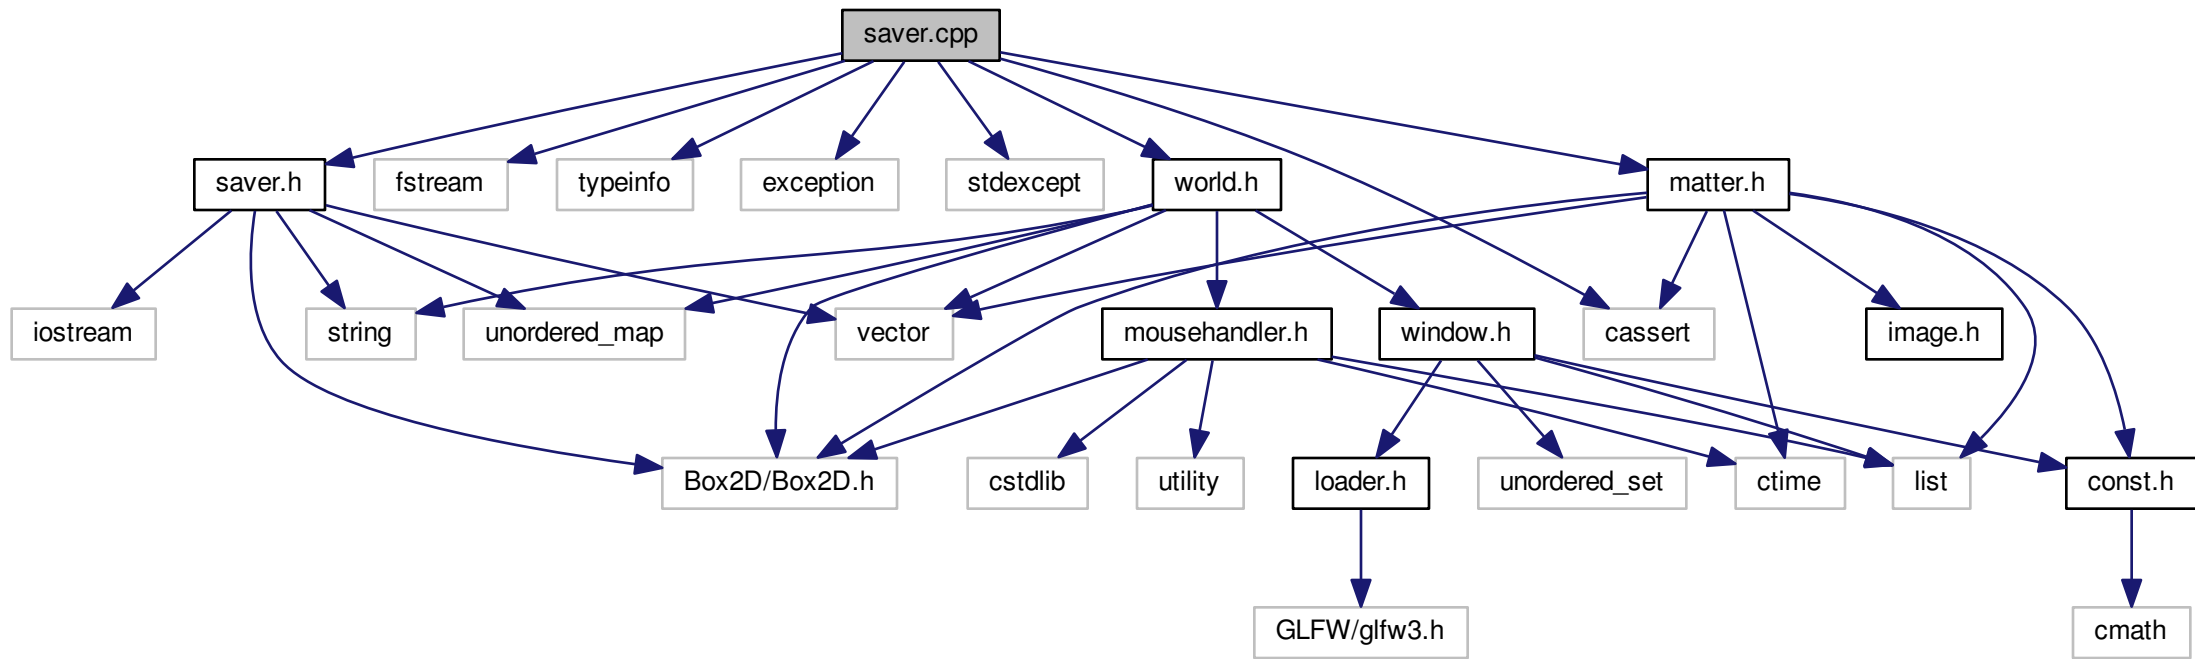 saver.cpp
saver.h
fstream
typeinfo
exception
stdexcept
world.h
matter.h
iostream
string
unordered_map
vector
mousehandler.h
window.h
cassert
image.h
Box2D/Box2D.h
cstdlib
utility
loader.h
unordered_set
ctime
list
const.h
GLFW/glfw3.h
cmath